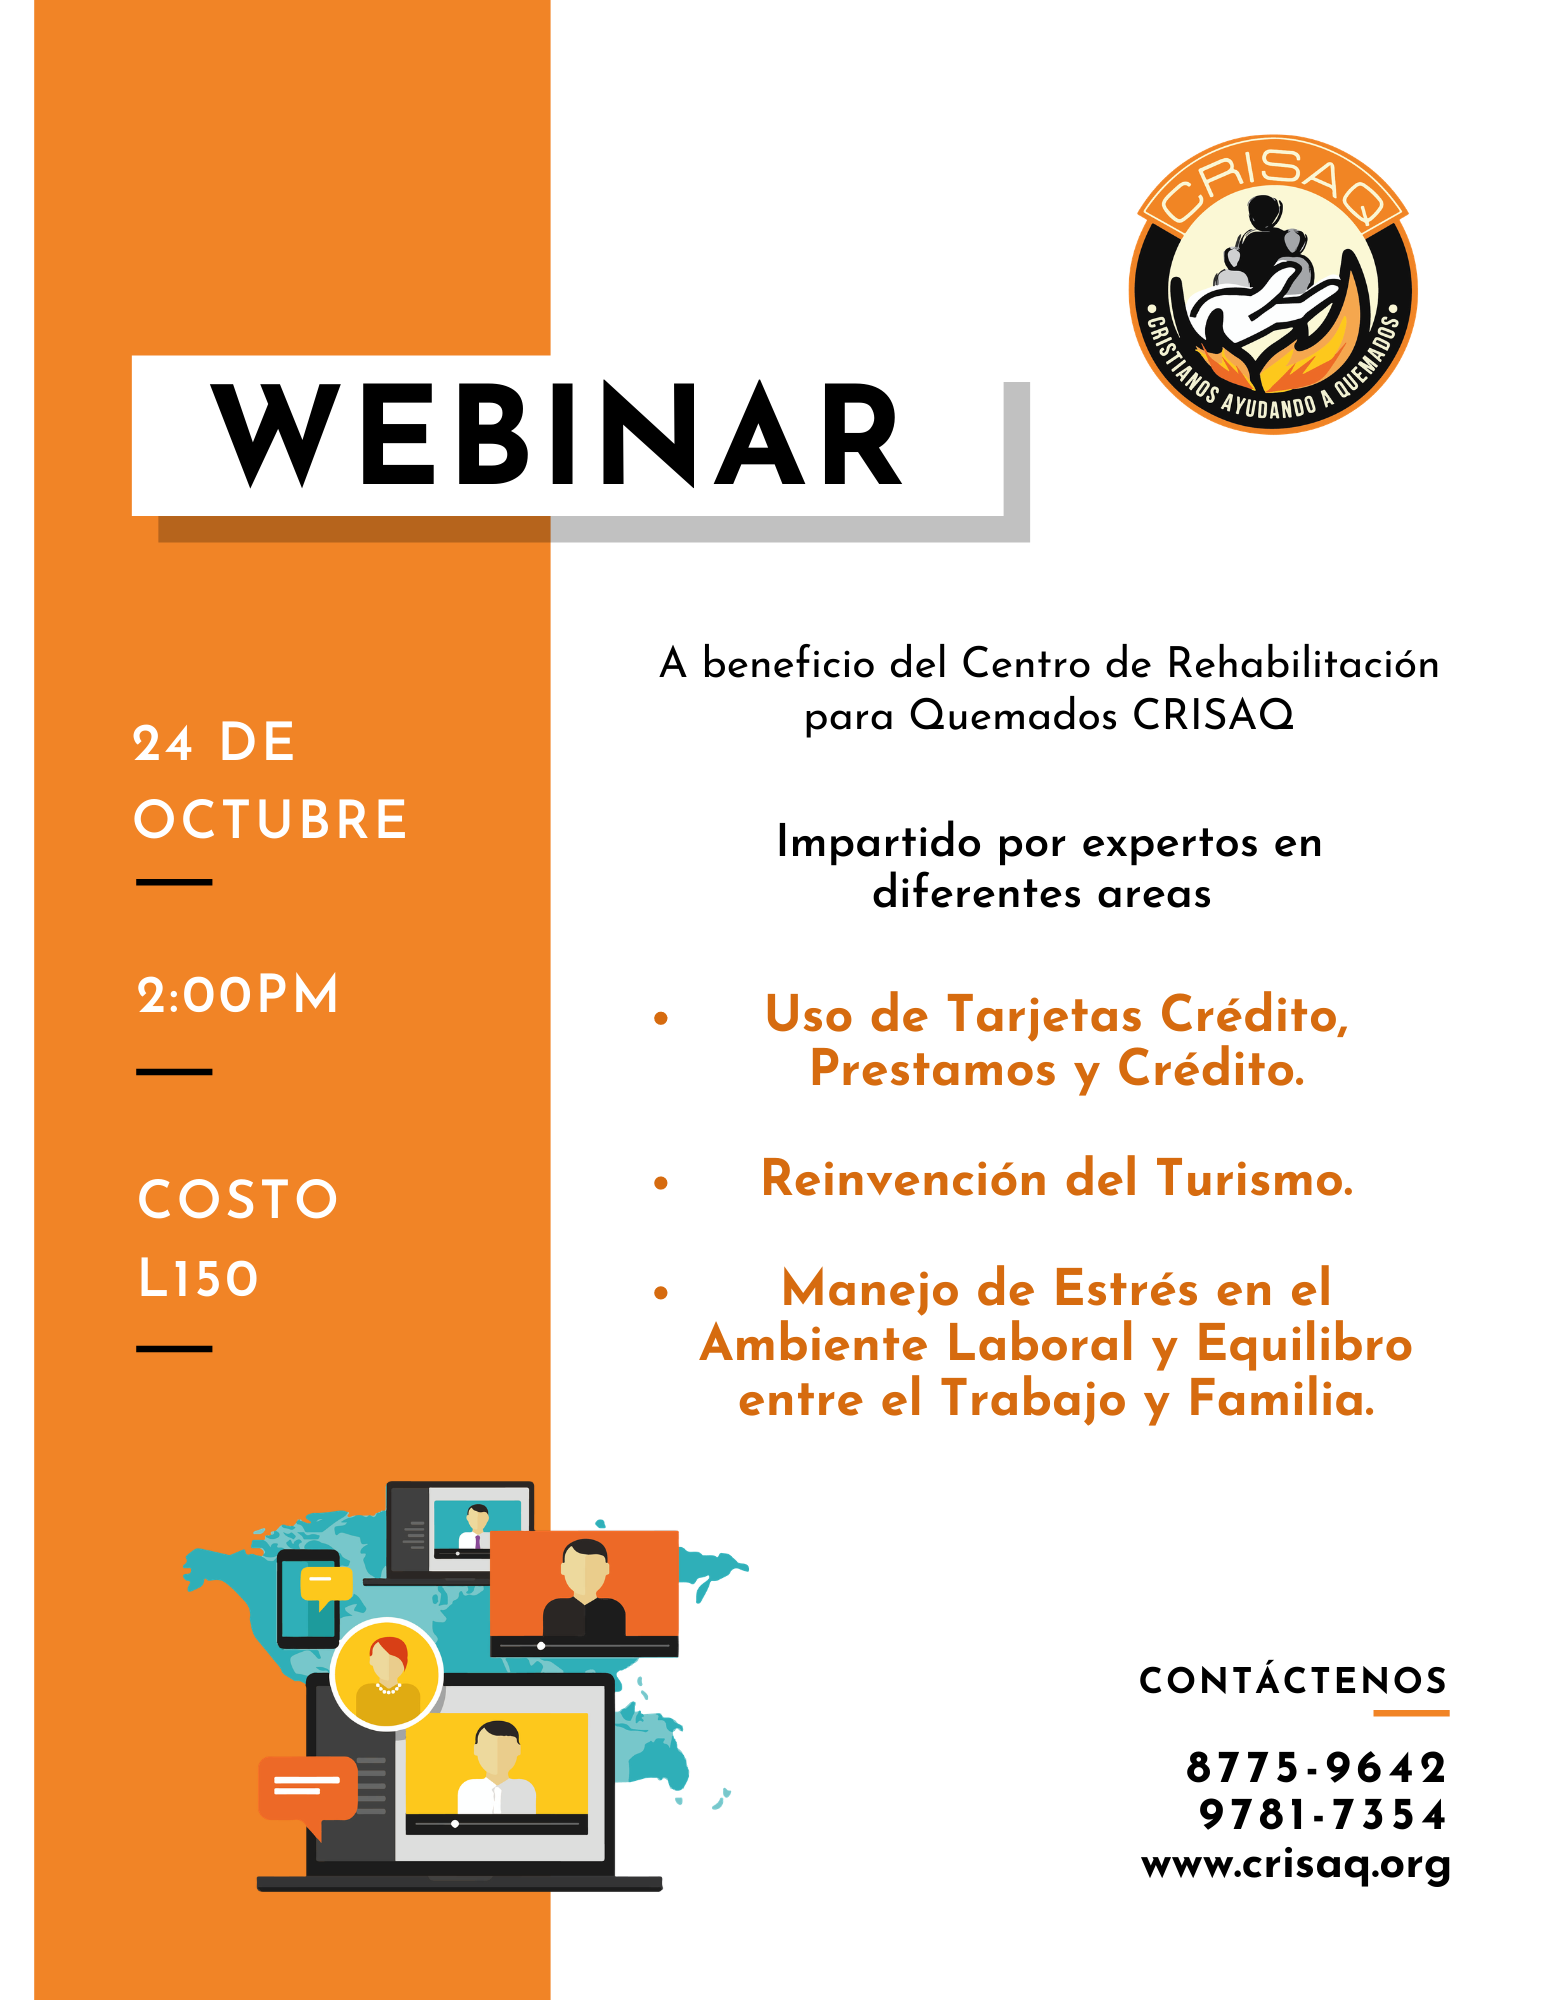 CRISAQ
• CRISTIANOS AYUDANDO A QUEMADOS •
WEBINAR
24 DE
OCTUBRE
2:00PM
COSTO
L150
A beneficio del Centro de Rehabilitación
para Quemados CRISAQ
Impartido por expertos en
diferentes areas
• Uso de Tarjetas Crédito,
Prestamos y Crédito.
• Reinvención del Turismo.
• Manejo de Estrés en el
Ambiente Laboral y Equilibro
entre el Trabajo y Familia.
CONTÁCTENOS
8775-9642
9781-7354
www.crisaq.org